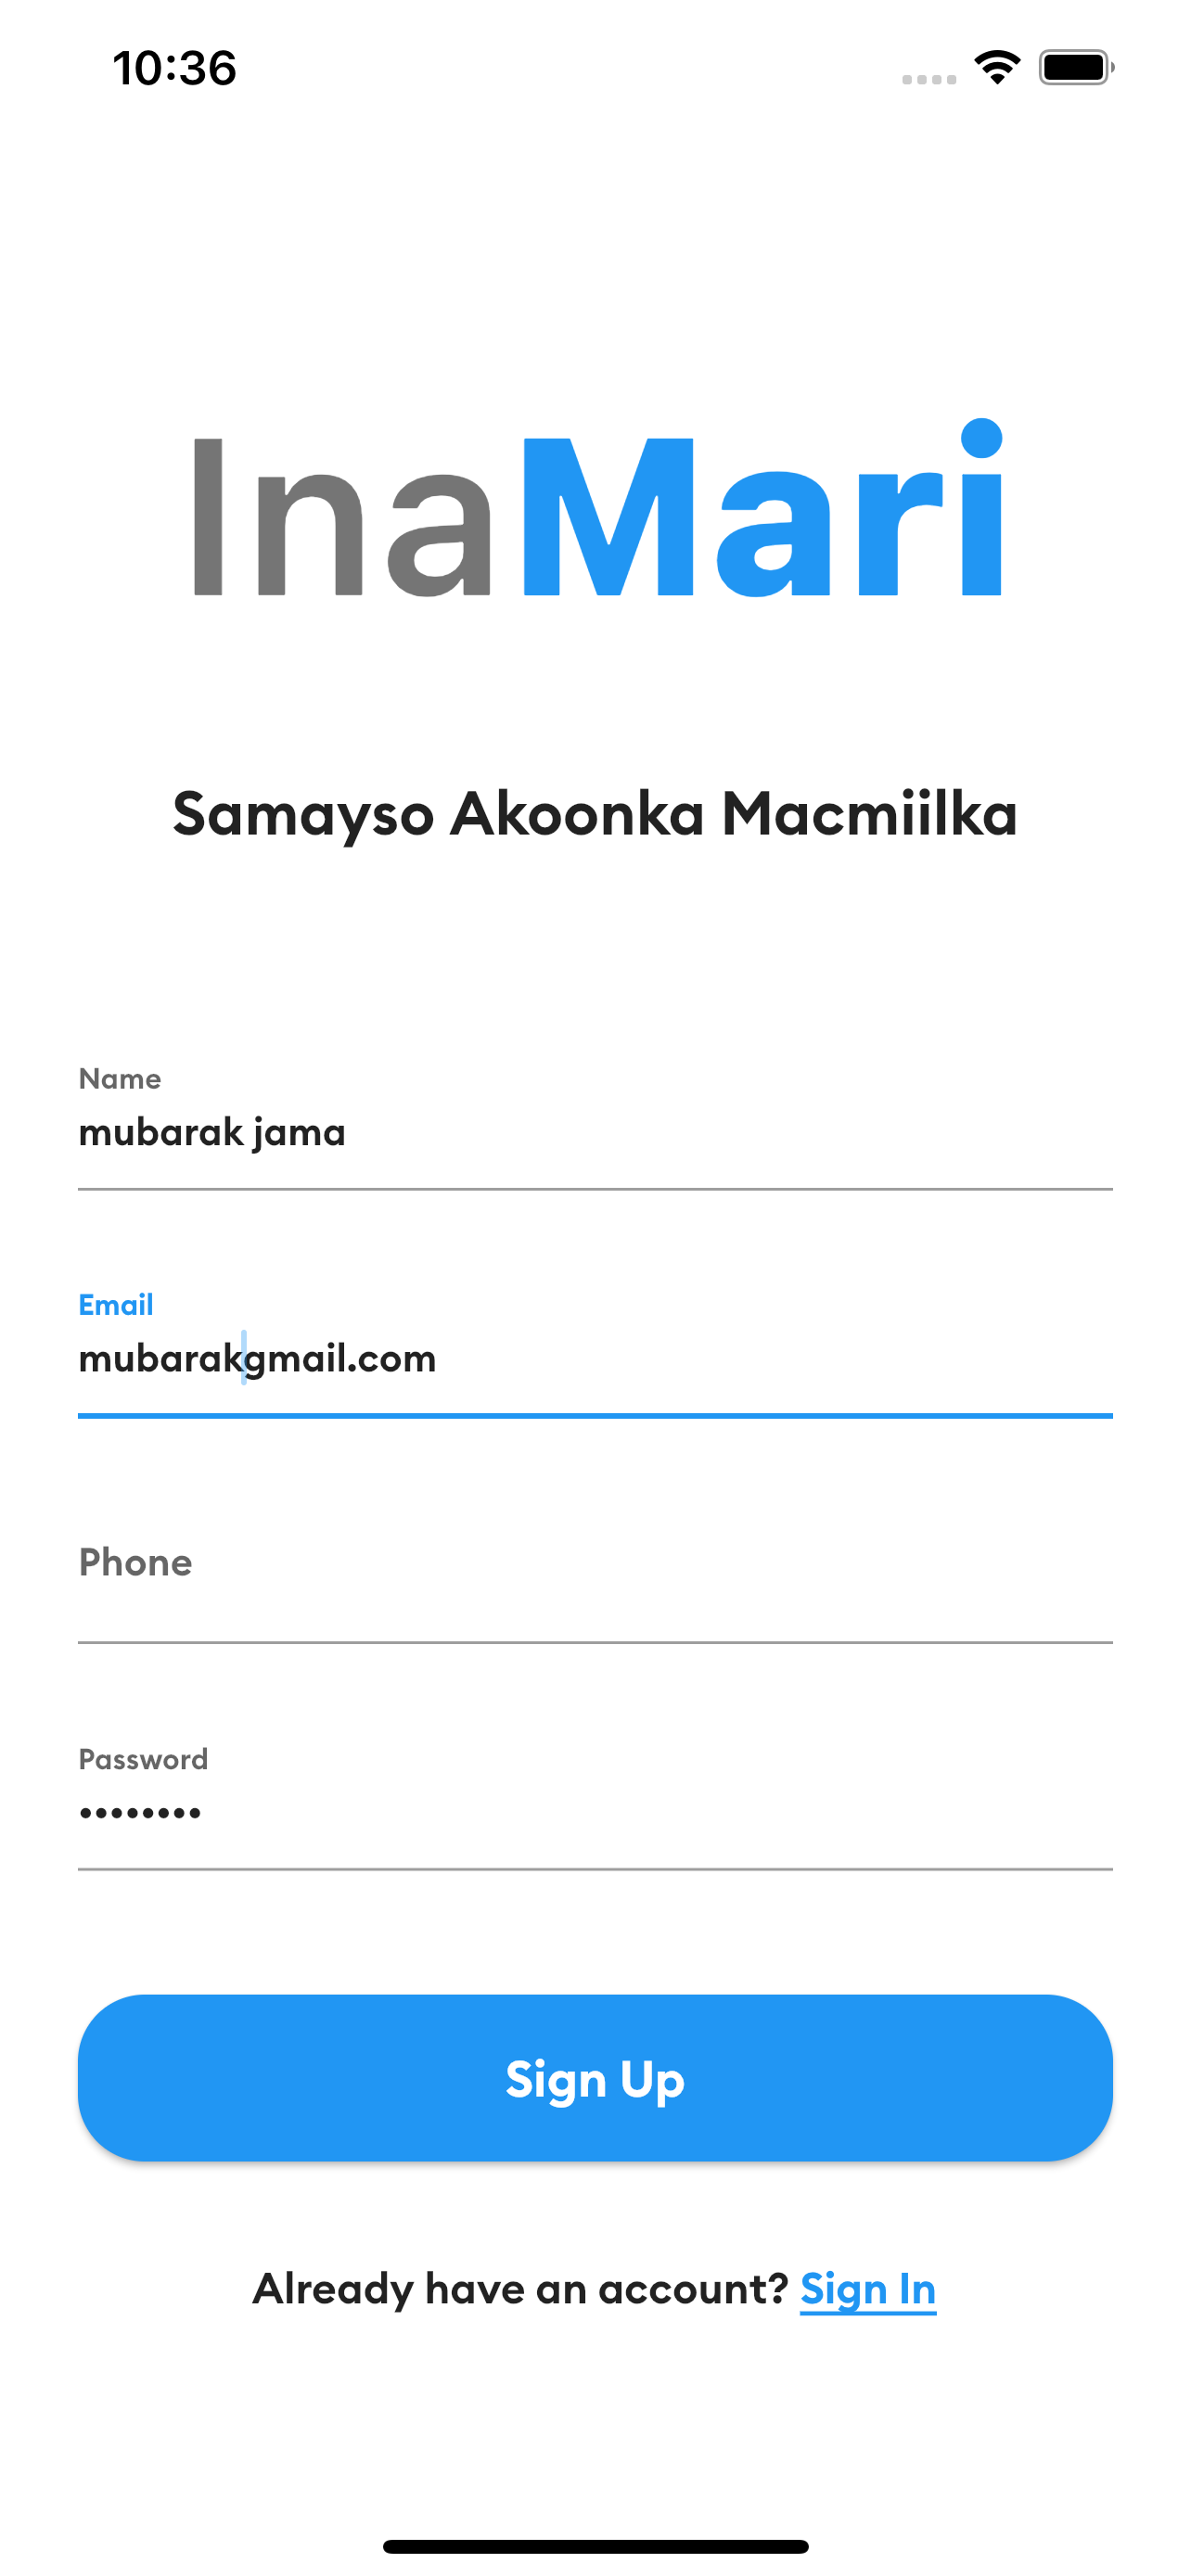 10:36
InaMari
Samayso Akoonka Macmiilka
Name
mubarak jama
Email
mubarakgmail.com
Phone
Password
••••••••
Sign Up
Already have an account? Sign In